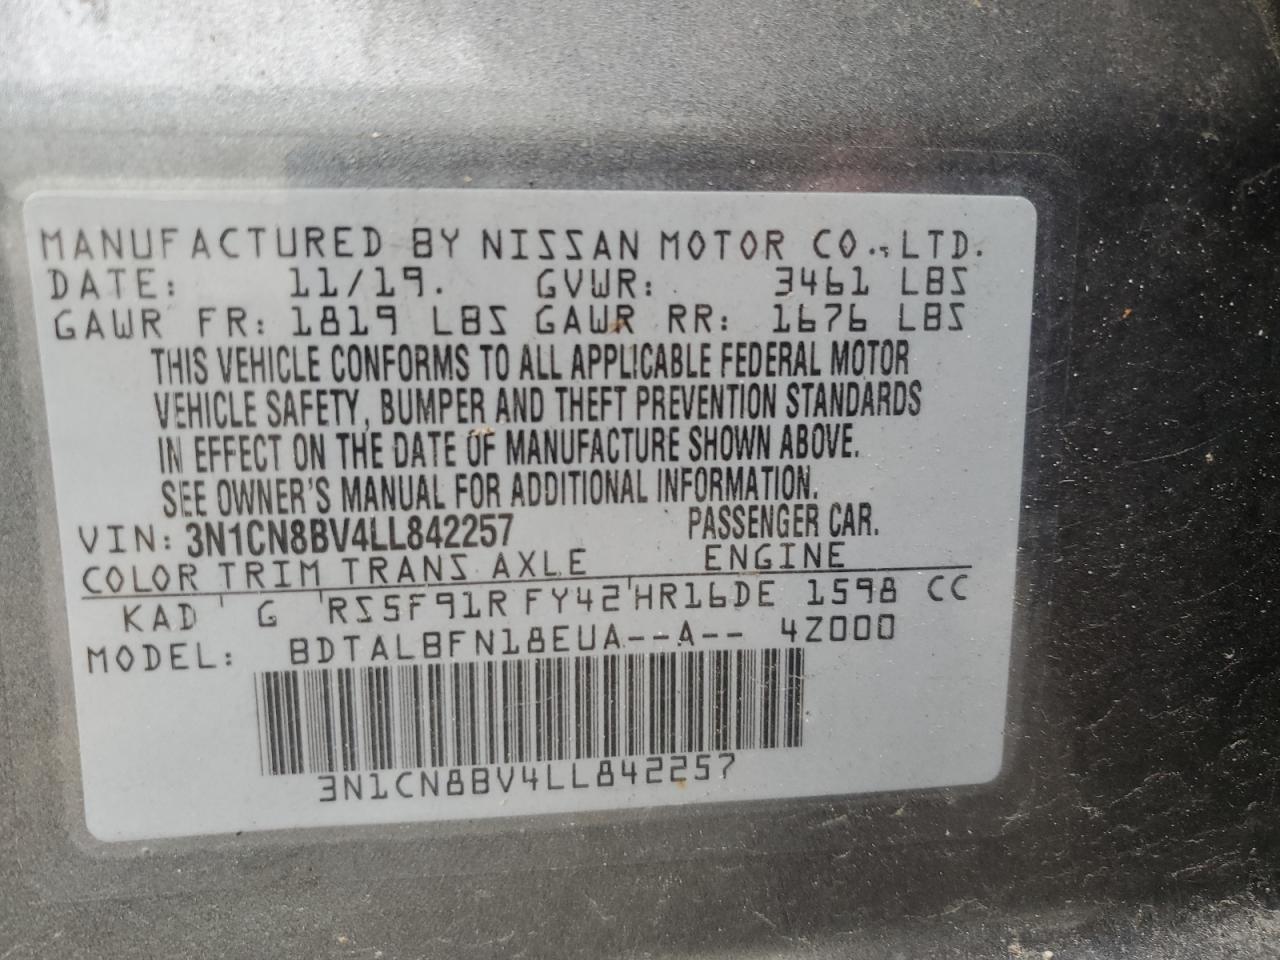 MANUFACTURED BY NISSAN MOTOR CO., LTD.
DATE: 11/19. GVWR: 3461 LBS
GAWR FR: 1819 LBS GAWR RR: 1676 LBS
THIS VEHICLE CONFORMS TO ALL APPLICABLE FEDERAL MOTOR
VEHICLE SAFETY, BUMPER AND THEFT PREVENTION STANDARDS
IN EFFECT ON THE DATE OF MANUFACTURE SHOWN ABOVE.
SEE OWNER'S MANUAL FOR ADDITIONAL INFORMATION.
VIN: 3N1CN8BV4LL842257 PASSENGER CAR.
COLOR TRIM TRANS AXLE ENGINE
KAD G RS5F91R FY42 HR16DE 1598 CC
MODEL: BDTALBFN18EUA--A-- 4Z000
3N1CN8BV4LL842257